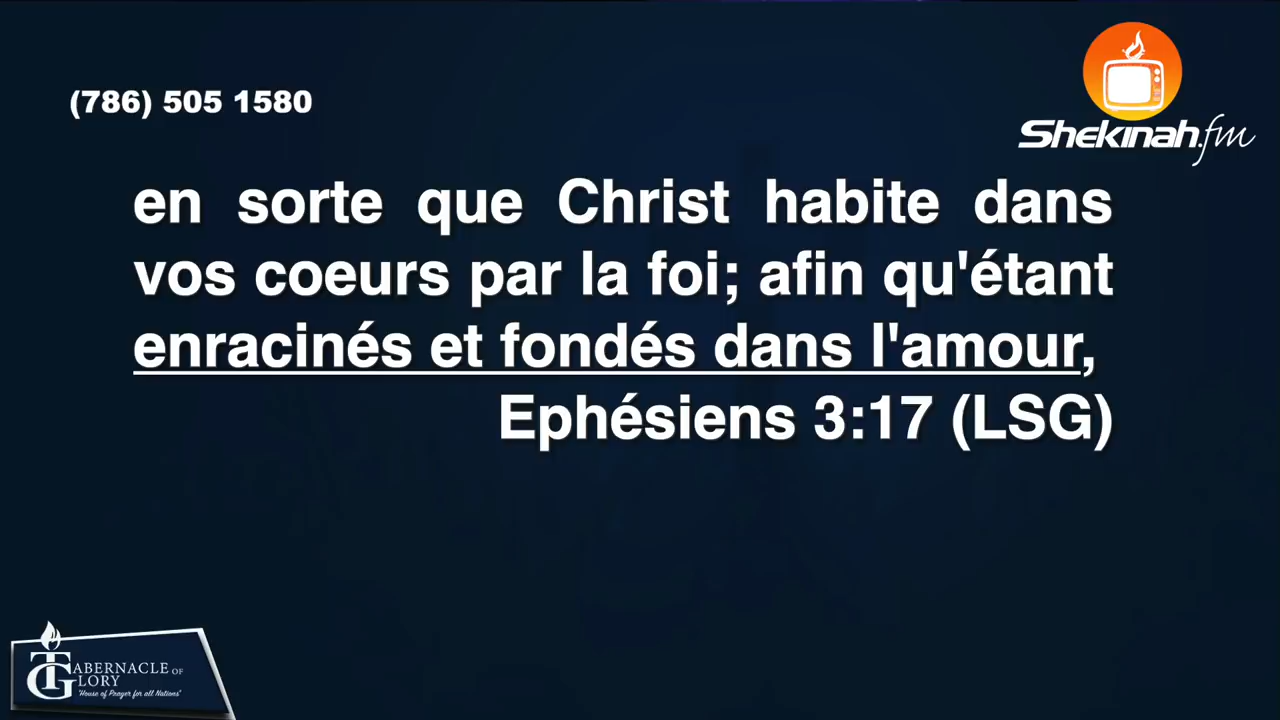 (786) 505 1580
Shekinah.fm
en sorte que Christ habite dans
vos coeurs par la foi; afin qu'étant
enracinés et fondés dans l'amour,
Ephésiens 3:17 (LSG)
TABERNACLE OF
GLORY
"House of Prayer for all Nations"